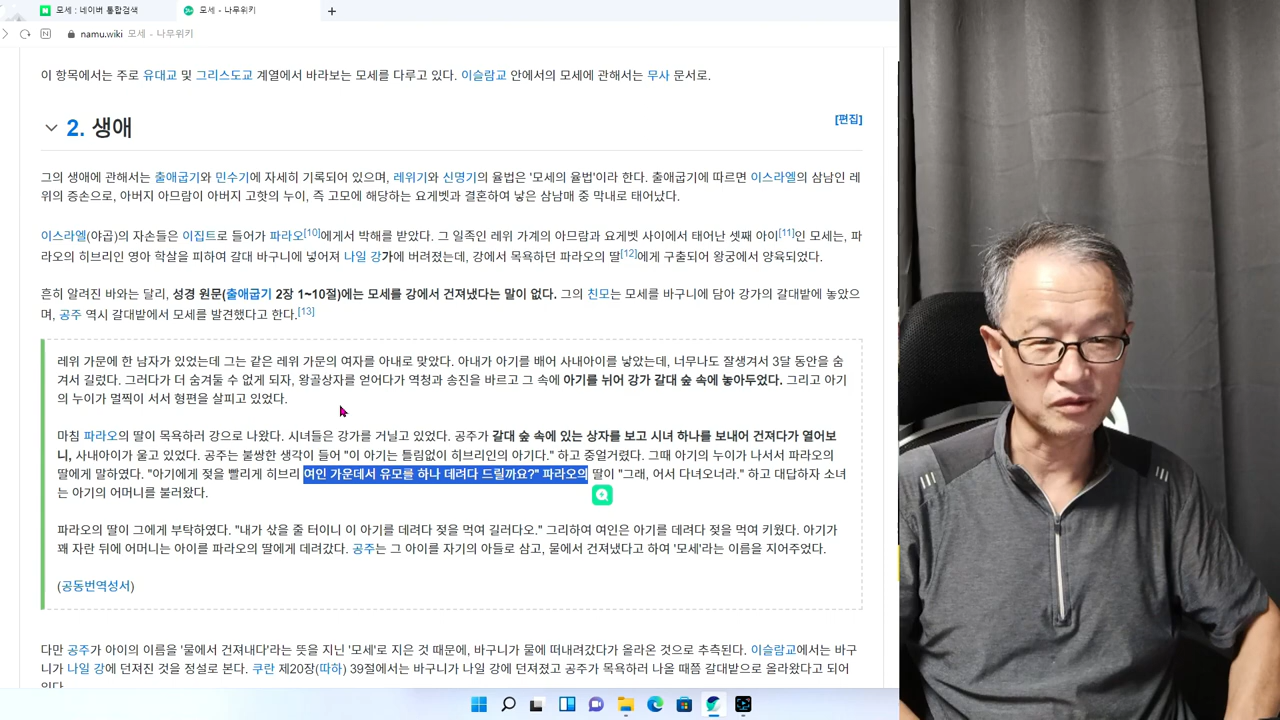 모세 : 네이버 통합검색
모세 - 나무위키
namu.wiki 모세 - 나무위키
이 항목에서는 주로 유대교 및 그리스도교 계열에서 바라보는 모세를 다루고 있다. 이슬람교 안에서의 모세에 관해서는 무사 문서로.
2. 생애
[편집]
그의 생애에 관해서는 출애굽기와 민수기에 자세히 기록되어 있으며, 레위기와 신명기의 율법은 '모세의 율법'이라 한다. 출애굽기에 따르면 이스라엘의 삼남인 레
위의 증손으로, 아버지 아므람이 아버지 고핫의 누이, 즉 고모에 해당하는 요게벳과 결혼하여 낳은 삼남매 중 막내로 태어났다.
이스라엘(야곱)의 자손들은 이집트로 들어가 파라오[10]에게서 박해를 받았다. 그 일족인 레위 가계의 아므람과 요게벳 사이에서 태어난 셋째 아이[11]인 모세는, 파
라오의 히브리인 영아 학살을 피하여 갈대 바구니에 넣어져 나일 강가에 버려졌는데, 강에서 목욕하던 파라오의 딸[12]에게 구출되어 왕궁에서 양육되었다.
흔히 알려진 바와는 달리, 성경 원문(출애굽기 2장 1~10절)에는 모세를 강에서 건져냈다는 말이 없다. 그의 친모는 모세를 바구니에 담아 강가의 갈대밭에 놓았으
며, 공주 역시 갈대밭에서 모세를 발견했다고 한다.[13]
레위 가문에 한 남자가 있었는데 그는 같은 레위 가문의 여자를 아내로 맞았다. 아내가 아기를 배어 사내아이를 낳았는데, 너무나도 잘생겨서 3달 동안을 숨
겨서 길렀다. 그러다가 더 숨겨둘 수 없게 되자, 왕골상자를 얻어다가 역청과 송진을 바르고 그 속에 아기를 뉘어 강가 갈대 숲 속에 놓아두었다. 그리고 아기
의 누이가 멀찍이 서서 형편을 살피고 있었다.
마침 파라오의 딸이 목욕하러 강으로 나왔다. 시녀들은 강가를 거닐고 있었다. 공주가 갈대 숲 속에 있는 상자를 보고 시녀 하나를 보내어 건져다가 열어보
니, 사내아이가 울고 있었다. 공주는 불쌍한 생각이 들어 "이 아기는 틀림없이 히브리인의 아기다." 하고 중얼거렸다. 그때 아기의 누이가 나서서 파라오의
딸에게 말하였다. "아기에게 젖을 빨리게 히브리 여인 가운데서 유모를 하나 데려다 드릴까요?" 파라오의 딸이 "그래, 어서 다녀오너라." 하고 대답하자 소녀
는 아기의 어머니를 불러왔다.
파라오의 딸이 그에게 부탁하였다. "내가 삯을 줄 터이니 이 아기를 데려다 젖을 먹여 길러다오." 그리하여 여인은 아기를 데려다 젖을 먹여 키웠다. 아기가
꽤 자란 뒤에 어머니는 아이를 파라오의 딸에게 데려갔다. 공주는 그 아이를 자기의 아들로 삼고, 물에서 건져냈다고 하여 '모세'라는 이름을 지어주었다.
(공동번역성서)
다만 공주가 아이의 이름을 '물에서 건져내다'라는 뜻을 지닌 '모세'로 지은 것 때문에, 바구니가 물에 떠내려갔다가 올라온 것으로 추측된다. 이슬람교에서는 바구
니가 나일 강에 던져진 것을 정설로 본다. 쿠란 제20장(따하) 39절에서는 바구니가 나일 강에 던져졌고 공주가 목욕하러 나올 때쯤 갈대밭으로 올라왔다고 되어